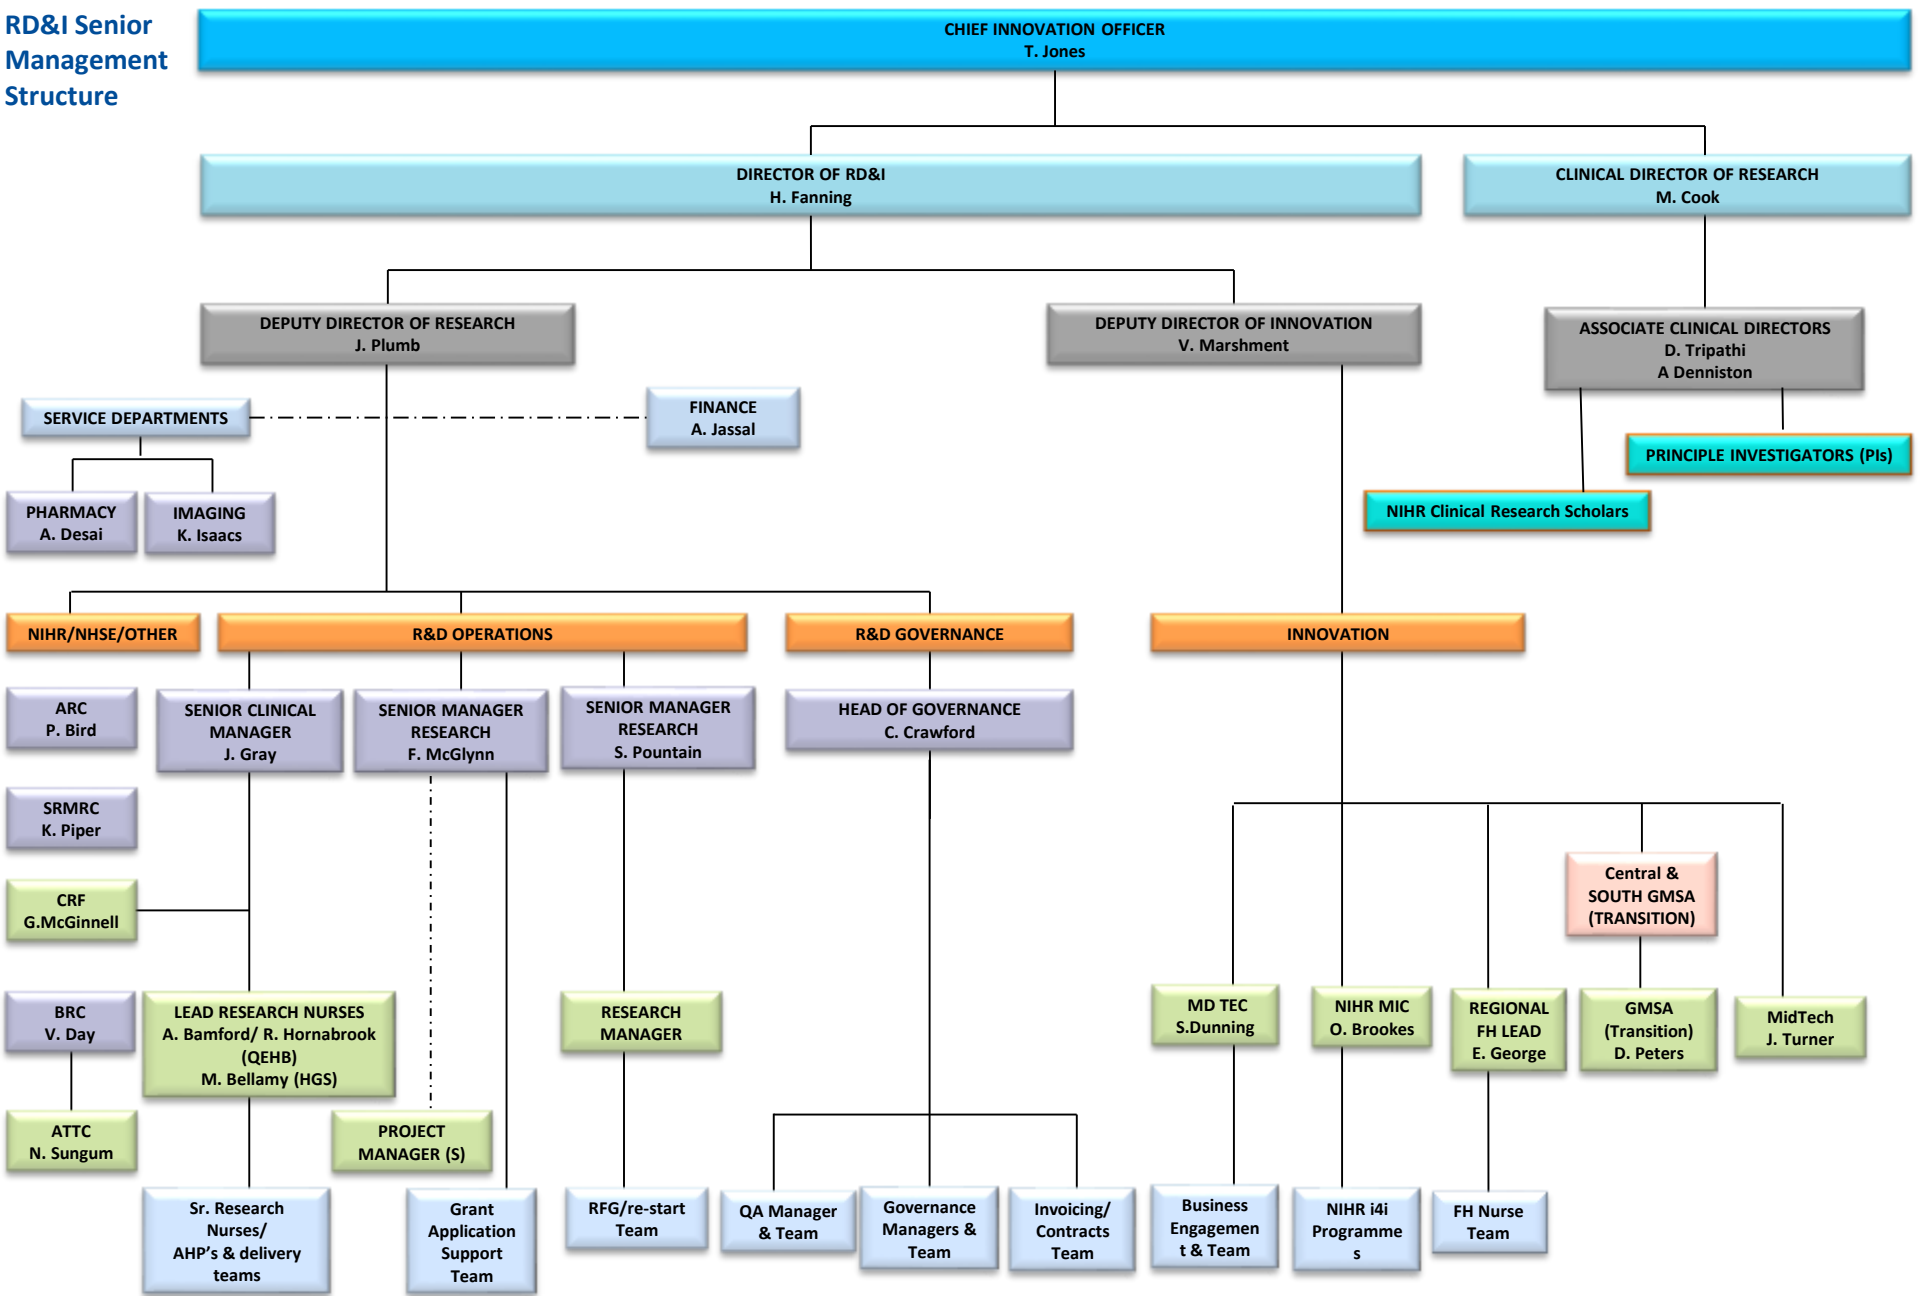 RD&I Senior
Management
Structure
CHIEF INNOVATION OFFICER
T. Jones
DIRECTOR OF RD&I
H. Fanning
CLINICAL DIRECTOR OF RESEARCH
M. Cook
DEPUTY DIRECTOR OF RESEARCH
J. Plumb
DEPUTY DIRECTOR OF INNOVATION
V. Marshment
ASSOCIATE CLINICAL DIRECTORS
D. Tripathi
A Denniston
SERVICE DEPARTMENTS
FINANCE
A. Jassal
PRINCIPLE INVESTIGATORS (PIs)
PHARMACY
A. Desai
IMAGING
K. Isaacs
NIHR Clinical Research Scholars
NIHR/NHSE/OTHER
R&D OPERATIONS
R&D GOVERNANCE
INNOVATION
ARC
P. Bird
SENIOR CLINICAL
MANAGER
J. Gray
SENIOR MANAGER
RESEARCH
F. McGlynn
SENIOR MANAGER
RESEARCH
S. Pountain
HEAD OF GOVERNANCE
C. Crawford
SRMRC
K. Piper
CRF
G.McGinnell
Central &
SOUTH GMSA
(TRANSITION)
BRC
V. Day
LEAD RESEARCH NURSES
A. Bamford/ R. Hornabrook
(QEHB)
M. Bellamy (HGS)
RESEARCH
MANAGER
MD TEC
S.Dunning
NIHR MIC
O. Brookes
REGIONAL
FH LEAD
E. George
GMSA
(Transition)
D. Peters
MidTech
J. Turner
ATTC
N. Sungum
PROJECT
MANAGER (S)
Sr. Research
Nurses/
AHP's & delivery
teams
Grant
Application
Support
Team
RFG/re-start
Team
QA Manager
& Team
Governance
Managers &
Team
Invoicing/
Contracts
Team
Business
Engagemen
t & Team
NIHR i4i
Programme
s
FH Nurse
Team